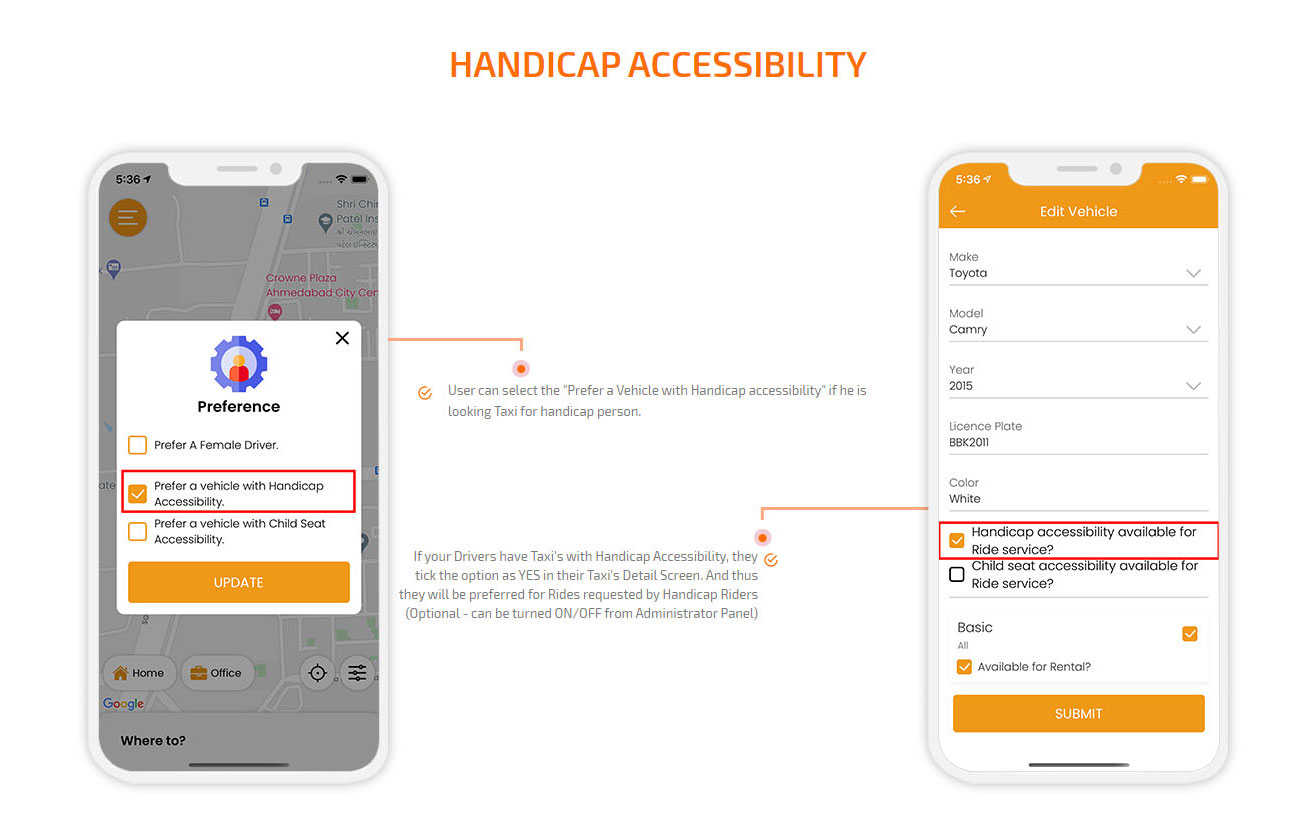 HANDICAP ACCESSIBILITY
5:36
Shri Chi
Patel Ins
Crowne Plaza
Ahmedabad City Cen
Preference
Prefer A Female Driver.
Prefer a vehicle with Handicap
Accessibility.
Prefer a vehicle with Child Seat
Accessibility.
UPDATE
Home
Office
Google
Where to?
User can select the "Prefer a Vehicle with Handicap accessibility" if he is
looking Taxi for handicap person.
If your Drivers have Taxi's with Handicap Accessibility, they
tick the option as YES in their Taxi's Detail Screen. And thus
they will be preferred for Rides requested by Handicap Riders
(Optional - can be turned ON/OFF from Administrator Panel)
5:36
Edit Vehicle
Make
Toyota
Model
Camry
Year
2015
Licence Plate
BBK2011
Color
White
Handicap accessibility available for
Ride service?
Child seat accessibility available for
Ride service?
Basic
All
Available for Rental?
SUBMIT